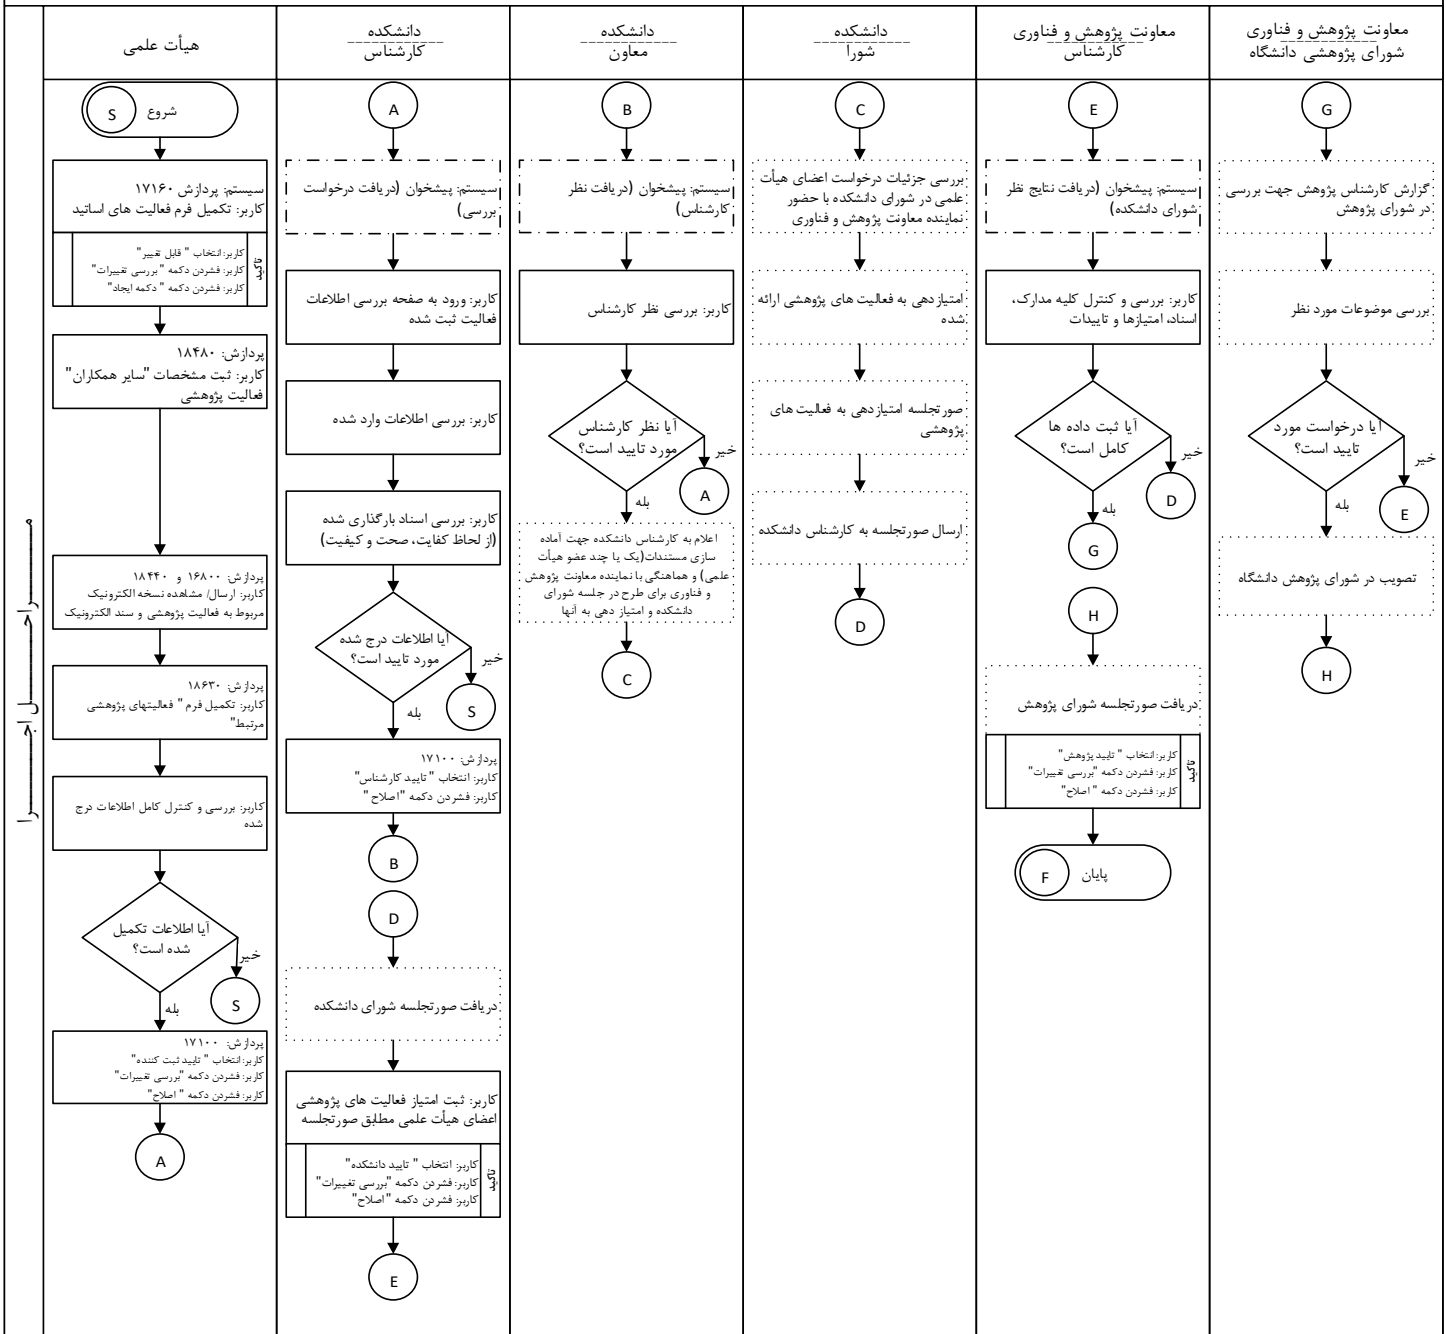 هیأت علمی
شروع
S
سیستم: پردازش ۱۷۱۶۰
کاربر: تکمیل فرم فعالیت های اساتید
تاکید
کاربر: انتخاب " قابل تغییر"
کاربر: فشردن دکمه "بررسی تغییرات"
کاربر: فشردن دکمه " دکمه ایجاد"
پردازش: ۱۸۴۸۰
کاربر: ثبت مشخصات "سایر همکاران"
فعالیت پژوهشی
پردازش: ۱۶۸۰۰ و ۱۸۴۴۰
کاربر: ارسال/ مشاهده نسخه الکترونیک
مربوط به فعالیت پژوهشی و سند الکترونیک
پردازش: ۱۸۶۳۰
کاربر: تکمیل فرم " فعالیتهای پژوهشی
مرتبط"
کاربر: بررسی و کنترل کامل اطلاعات درج
شده
آیا اطلاعات تکمیل
شده است؟
خیر
S
بله
پردازش: ۱۷۱۰۰
کاربر: انتخاب " تایید ثبت کننده"
کاربر: فشردن دکمه "بررسی تغییرات"
کاربر: فشردن دکمه " اصلاح"
A
دانشکده
کارشناس
A
سیستم: پیشخوان (دریافت درخواست
بررسی)
کاربر: ورود به صفحه بررسی اطلاعات
فعالیت ثبت شده
کاربر: بررسی اطلاعات وارد شده
کاربر: بررسی اسناد بارگذاری شده
(از لحاظ کفایت، صحت و کیفیت)
آیا اطلاعات درج شده
مورد تایید است؟
خیر
S
بله
پردازش: ۱۷۱۰۰
کاربر: انتخاب " تایید کارشناس"
کاربر: فشردن دکمه "اصلاح "
B
D
دریافت صورتجلسه شورای دانشکده
کاربر: ثبت امتیاز فعالیت های پژوهشی
اعضای هیأت علمی مطابق صورتجلسه
تاکید
کاربر: انتخاب " تایید دانشکده"
کاربر: فشردن دکمه "بررسی تغییرات"
کاربر: فشردن دکمه "اصلاح"
E
دانشکده
معاون
B
سیستم: پیشخوان (دریافت نظر
کارشناس)
کاربر: بررسی نظر کارشناس
آیا نظر کارشناس
مورد تایید است؟
خیر
A
بله
اعلام به کارشناس دانشکده جهت آماده
سازی مستندات(یک یا چند عضو هیأت
علمی) و هماهنگی با نماینده معاونت پژوهش
و فناوری برای طرح در جلسه شورای
دانشکده و امتیاز دهی به آنها
C
دانشکده
شورا
C
بررسی جزئیات درخواست اعضای هیأت
علمی در شورای دانشکده با حضور
نماینده معاونت پژوهش و فناوری
امتیازدهی به فعالیت های پژوهشی ارائه
شده
صورتجلسه امتیازدهی به فعالیت های
پژوهشی
ارسال صورتجلسه به کارشناس دانشکده
D
معاونت پژوهش و فناوری
کارشناس
E
سیستم: پیشخوان (دریافت نتایج نظر
شورای دانشکده)
کاربر: بررسی و کنترل کلیه مدارک،
اسناد، امتیازها و تاییدات
آیا ثبت داده ها
کامل است؟
خیر
D
بله
G
H
دریافت صورتجلسه شورای پژوهش
تاکید
کاربر: انتخاب " تایید پژوهش"
کاربر: فشردن دکمه "بررسی تغییرات"
کاربر: فشردن دکمه " اصلاح"
پایان
F
معاونت پژوهش و فناوری
شورای پژوهشی دانشگاه
G
گزارش کارشناس پژوهش جهت بررسی
در شورای پژوهش
بررسی موضوعات مورد نظر
آیا درخواست مورد
تایید است؟
خیر
E
بله
تصویب در شورای پژوهش دانشگاه
H
مـــراحـــــــل اجـــــــرا